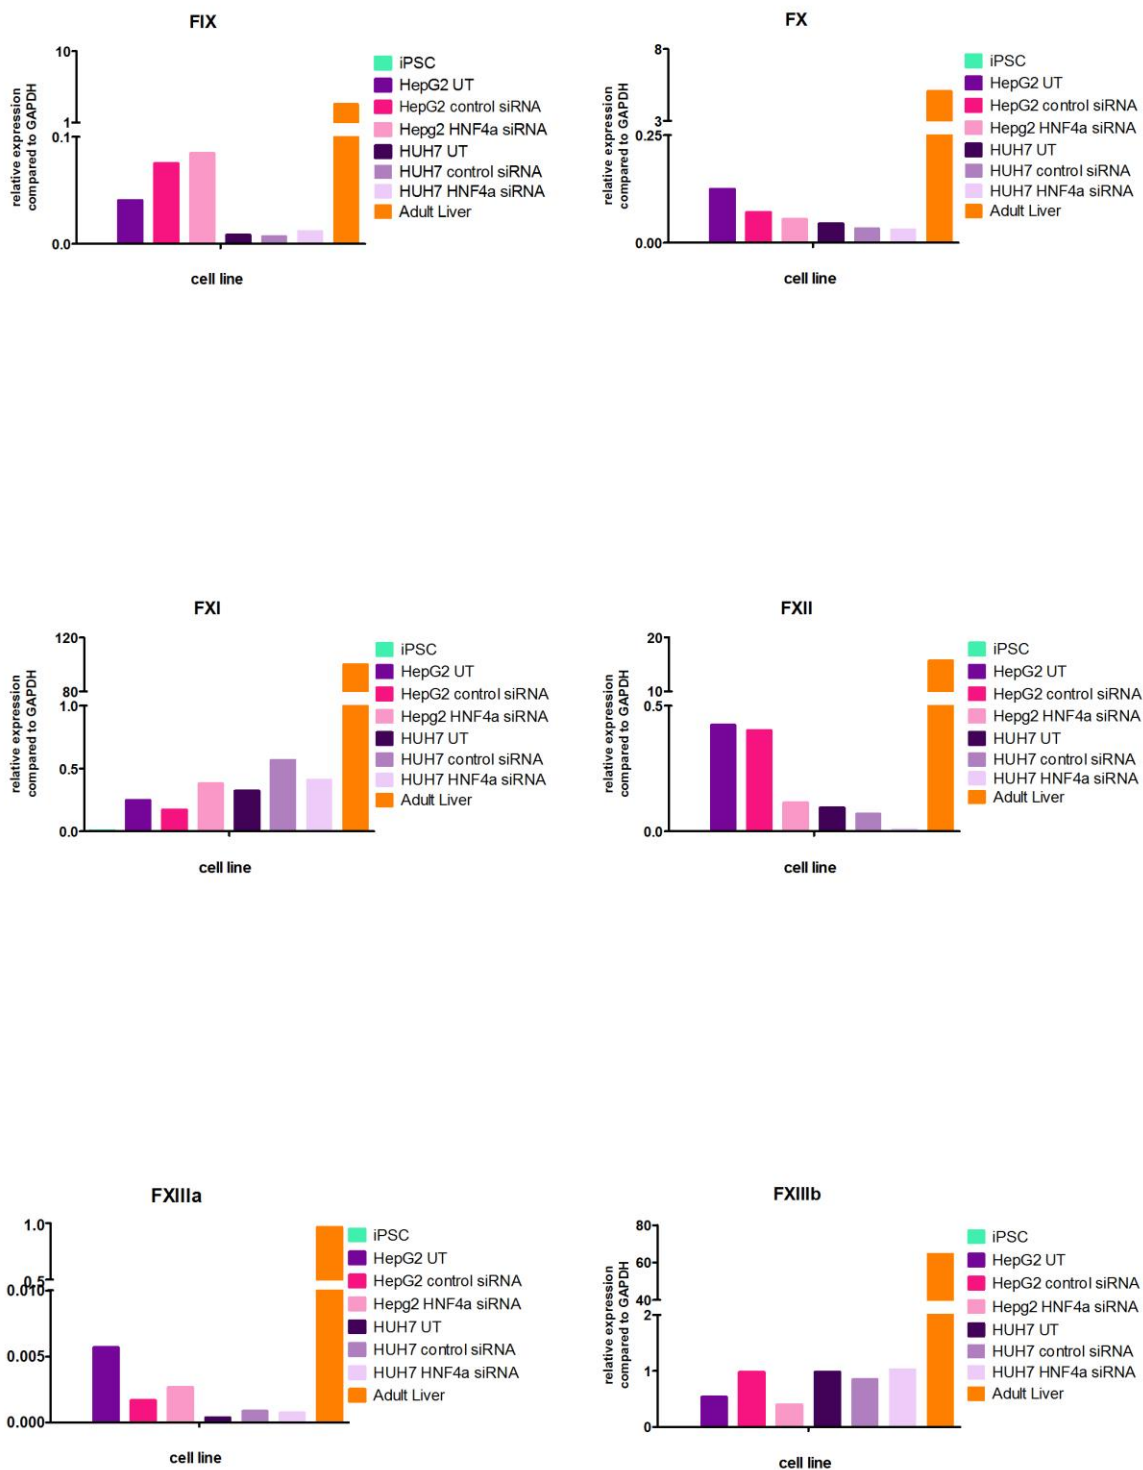 FIX
relative expression
compared to GAPDH
10
1
0.1
0.0
cell line
iPSC
HepG2 UT
HepG2 control siRNA
Hepg2 HNF4a siRNA
HUH7 UT
HUH7 control siRNA
HUH7 HNF4a siRNA
Adult Liver
FX
relative expression
compared to GAPDH
8
3
0.25
0.00
cell line
iPSC
HepG2 UT
HepG2 control siRNA
Hepg2 HNF4a siRNA
HUH7 UT
HUH7 control siRNA
HUH7 HNF4a siRNA
Adult Liver
FXI
relative expression
compared to GAPDH
120
80
1.0
0.5
0.0
cell line
iPSC
HepG2 UT
HepG2 control siRNA
Hepg2 HNF4a siRNA
HUH7 UT
HUH7 control siRNA
HUH7 HNF4a siRNA
Adult Liver
FXII
relative expression
compared to GAPDH
20
10
0.5
0.0
cell line
iPSC
HepG2 UT
HepG2 control siRNA
Hepg2 HNF4a siRNA
HUH7 UT
HUH7 control siRNA
HUH7 HNF4a siRNA
Adult Liver
FXIIIa
relative expression
compared to GAPDH
1.0
0.5
0.010
0.005
0.000
cell line
iPSC
HepG2 UT
HepG2 control siRNA
Hepg2 HNF4a siRNA
HUH7 UT
HUH7 control siRNA
HUH7 HNF4a siRNA
Adult Liver
FXIIIb
relative expression
compared to GAPDH
80
60
40
2
1
0
cell line
iPSC
HepG2 UT
HepG2 control siRNA
Hepg2 HNF4a siRNA
HUH7 UT
HUH7 control siRNA
HUH7 HNF4a siRNA
Adult Liver